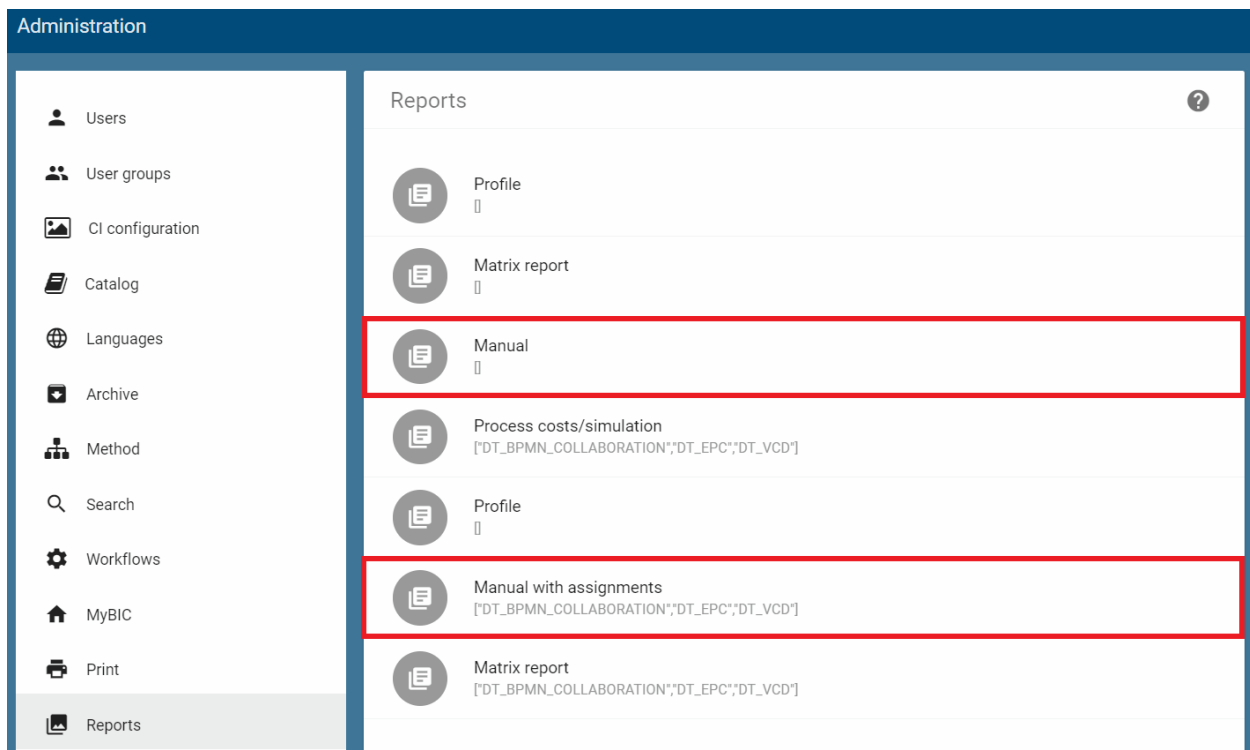 Administration
Users
User groups
CI configuration
Catalog
Languages
Archive
Method
Search
Workflows
MyBIC
Print
Reports
Reports
?
Profile
[]
Matrix report
[]
Manual
[]
Process costs/simulation
["DT_BPMN_COLLABORATION","DT_EPC","DT_VCD"]
Profile
[]
Manual with assignments
["DT_BPMN_COLLABORATION","DT_EPC","DT_VCD"]
Matrix report
["DT_BPMN_COLLABORATION","DT_EPC","DT_VCD"]